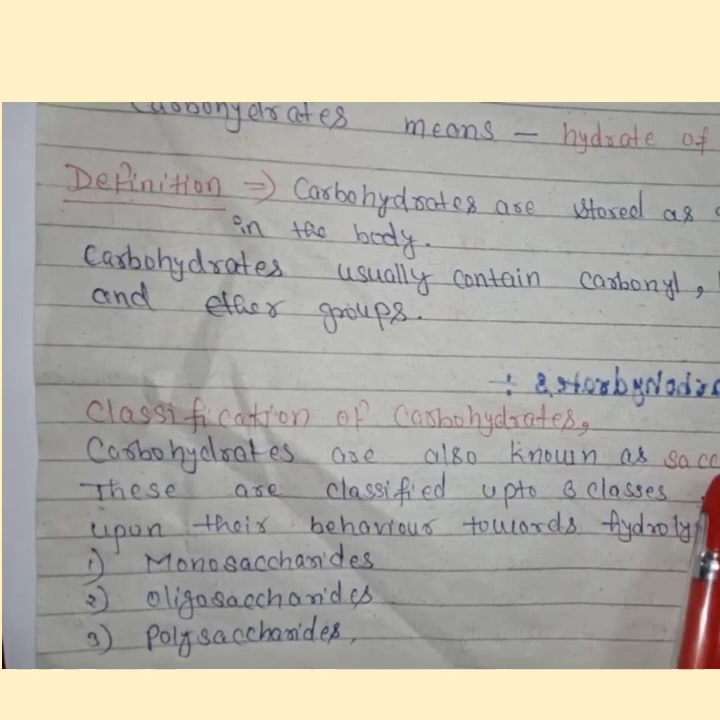 Carbohydrates means – hydrate of
Definition ⇒ Carbohydrates are stored as
in the body.
Carbohydrates usually contain carbonyl,
and ether groups.
Classification of Carbohydrates,
Carbohydrates are also known as sacc
These are classified upto 3 classes
upon their behaviour towards hydroly
1) Monosaccharides
2) Oligosaccharides
3) Polysaccharides,